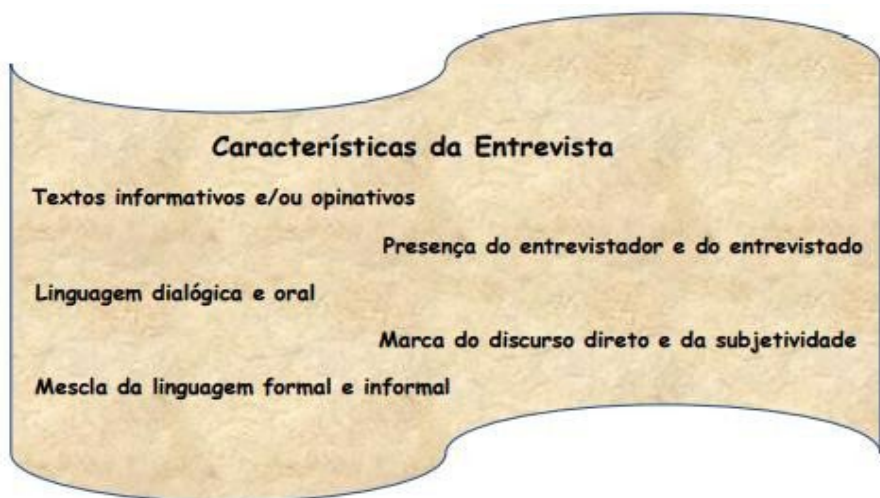 Característísticas da Entrevista
Textos informativos e/ou opinativos
Presença do entrevistador e do entrevistado
Linguagem dialógica e oral
Marca do discurso direto e da subjetividade
Mescla da linguagem formal e informal